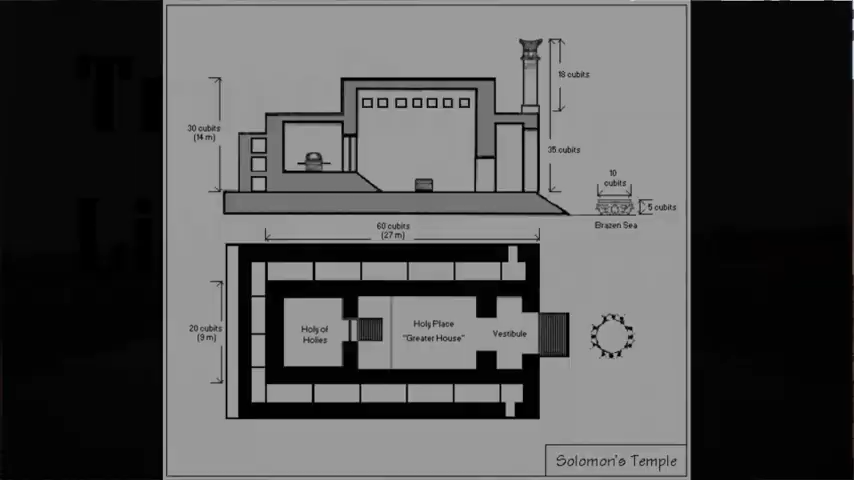 18 cubits
30 cubits
(14 m)
35 cubits
10
cubits
5 cubits
Brazen Sea
60 cubits
(27 m)
20 cubits
(9 m)
Holy of
Holies
Holy Place
"Greater House"
Vestibule
Solomon's Temple